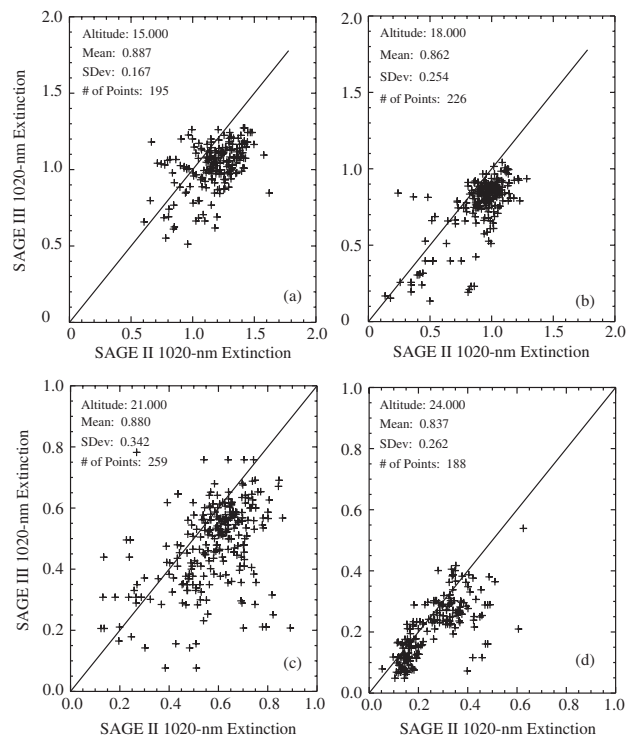 2.0
Altitude: 15.000
Mean: 0.887
SDev: 0.167
# of Points: 195
1.5
1.0
0.5
0
(a)
0 0.5 1.0 1.5 2.0
SAGE II 1020-nm Extinction
SAGE III 1020-nm Extinction
2.0
Altitude: 18.000
Mean: 0.862
SDev: 0.254
# of Points: 226
1.5
1.0
0.5
0
(b)
0 0.5 1.0 1.5 2.0
SAGE II 1020-nm Extinction
1.0
Altitude: 21.000
Mean: 0.880
SDev: 0.342
# of Points: 259
0.8
0.6
0.4
0.2
0.0
(c)
0.0 0.2 0.4 0.6 0.8 1.0
SAGE II 1020-nm Extinction
SAGE III 1020-nm Extinction
1.0
Altitude: 24.000
Mean: 0.837
SDev: 0.262
# of Points: 188
0.8
0.6
0.4
0.2
0.0
(d)
0.0 0.2 0.4 0.6 0.8 1.0
SAGE II 1020-nm Extinction